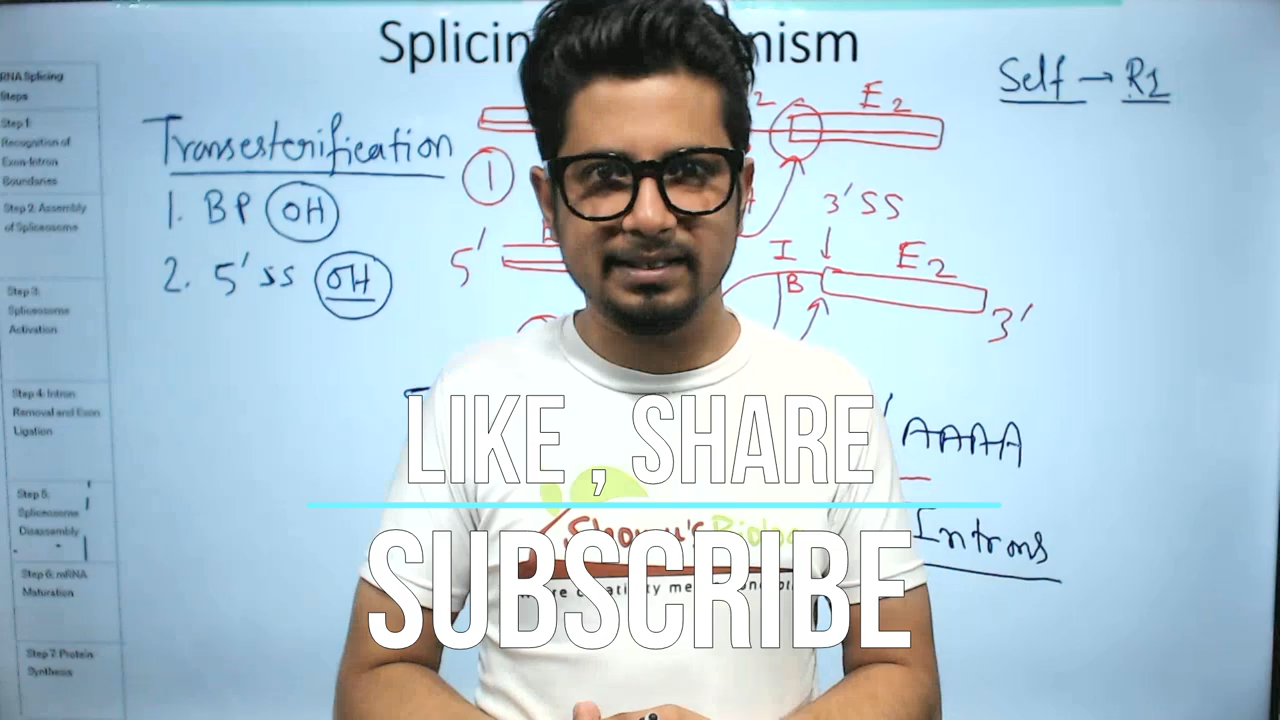 Splicin nism
RNA Splicing
Steps
Step 1:
Recognition of
Exon-Intron
Boundaries
Step 2: Assembly
of Spliceosome
Step 3:
Spliceosome
Activation
Step 4: Intron
Removal and Exon
Ligation
Step 5:
Spliceosome
Disassembly
Step 6: mRNA
Maturation
Step 7: Protein
Synthesis
Transesterification
1. BP OH
2. 5' ss OH
2 E2
1
5'
3'SS
I E2
B
3'
Self → R1
AAAA
Introns
LIKE , SHARE
SUBSCRIBE